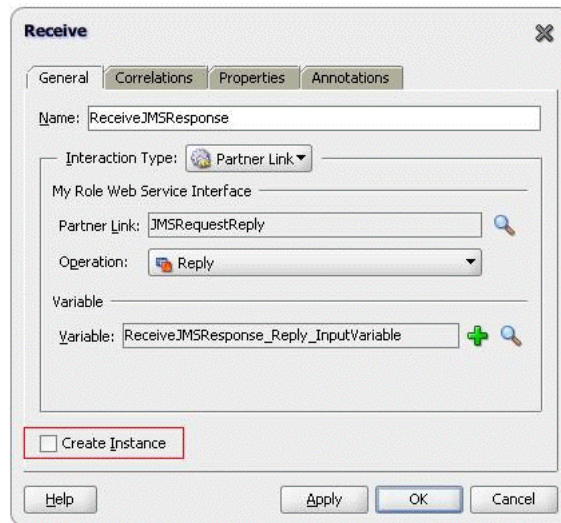 Receive
General Correlations Properties Annotations
Name: ReceiveJMSResponse
Interaction Type: Partner Link
My Role Web Service Interface
Partner Link: JMSRequestReply
Operation: Reply
Variable
Variable: ReceiveJMSResponse_Reply_InputVariable
Create Instance
Help Apply OK Cancel